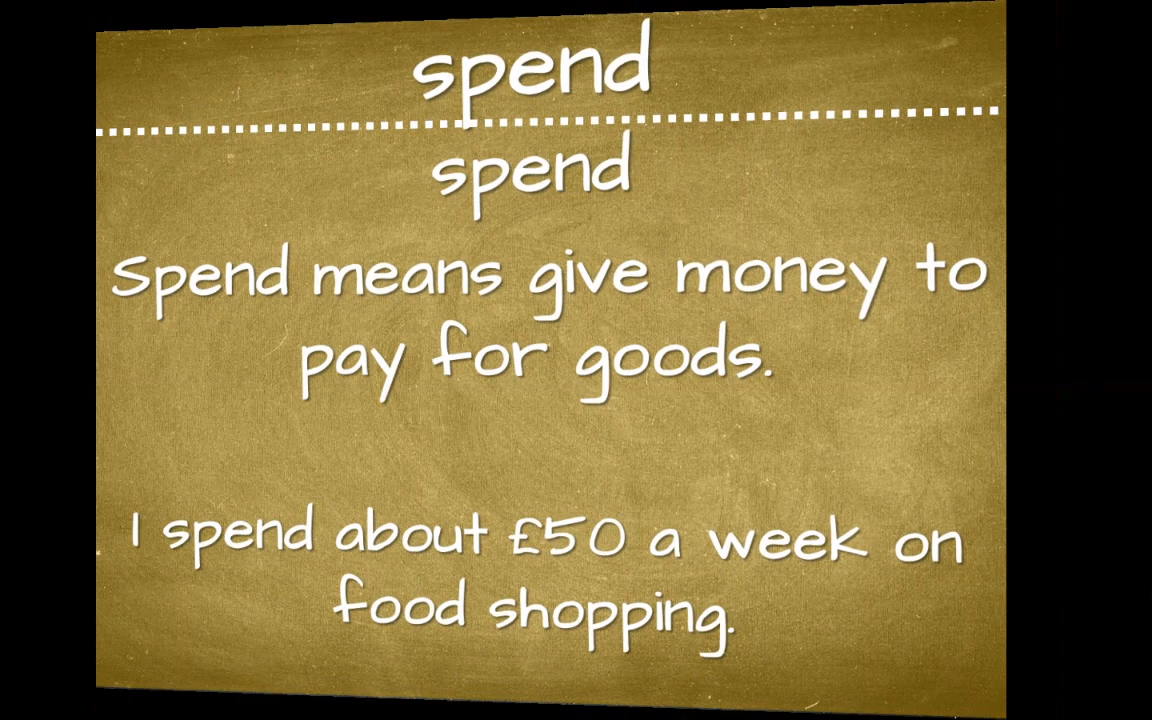 spend
spend
Spend means give money to
pay for goods.
I spend about £50 a week on
food shopping.